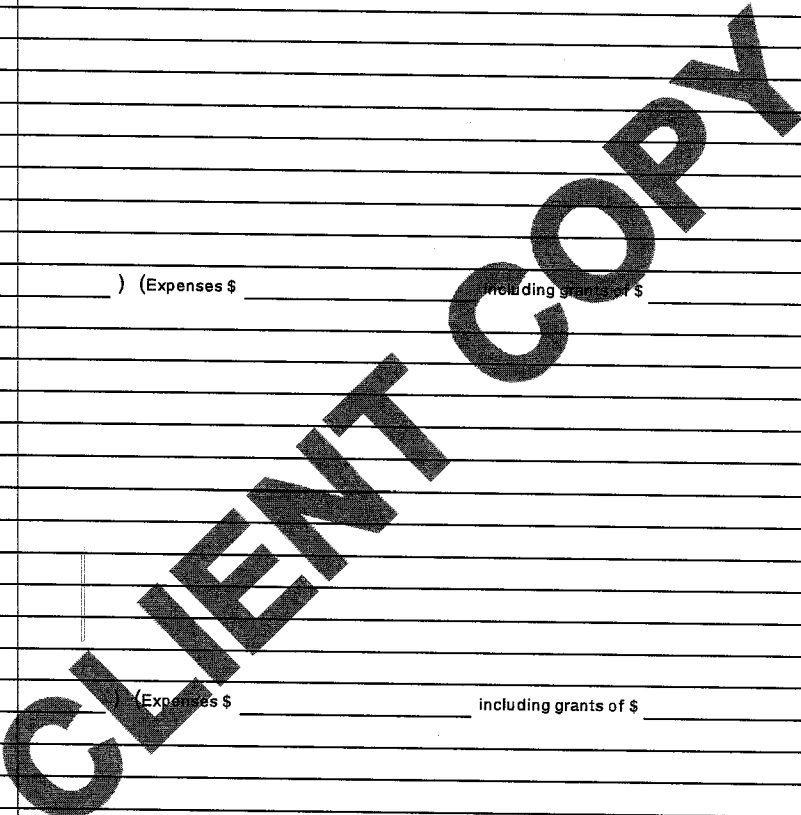 ) (Expenses $ including grants of $
CLIENT COPY
) (Expenses $ including grants of $